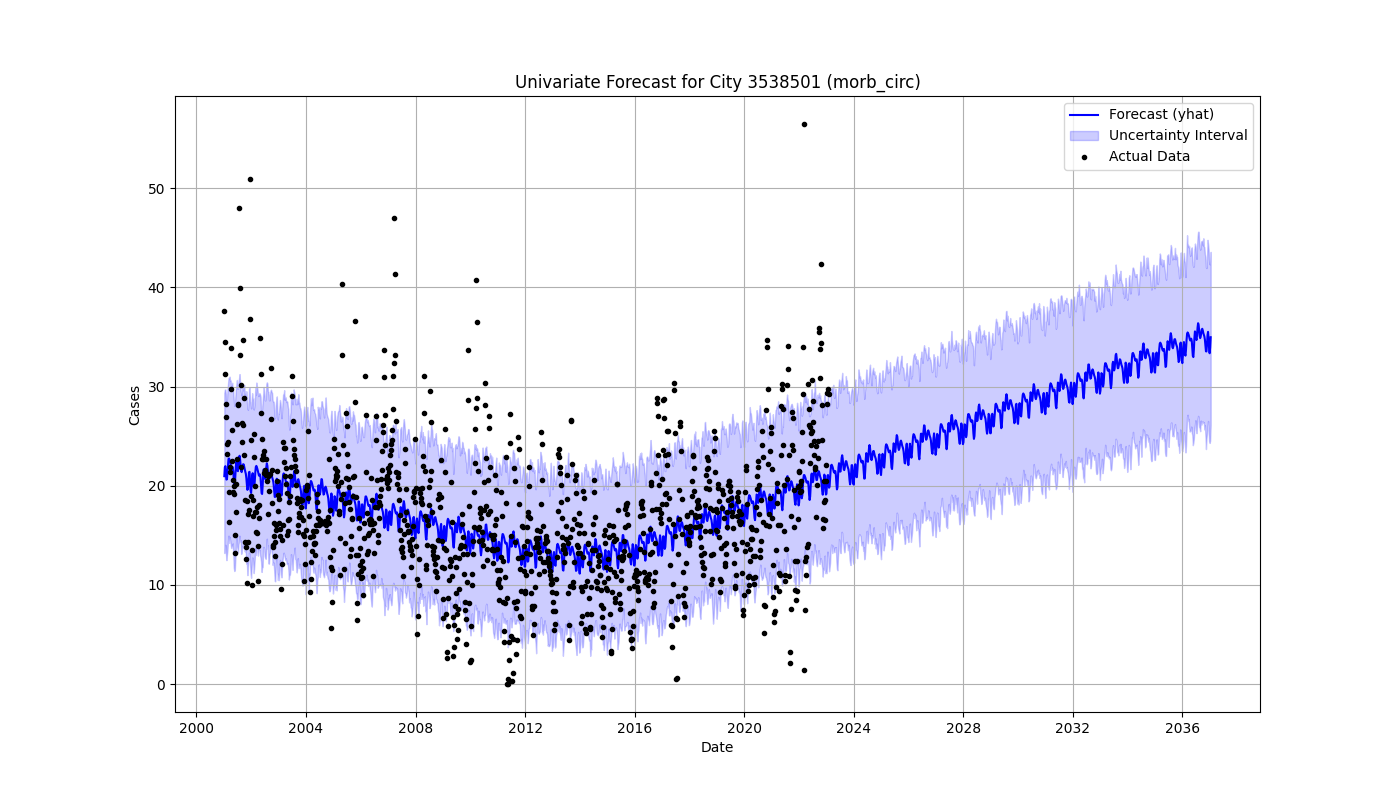 Univariate Forecast for City 3538501 (morb_circ)
Forecast (yhat)
Uncertainty Interval
Actual Data
Cases
50
40
30
20
10
0
2000 2004 2008 2012 2016 2020 2024 2028 2032 2036
Date